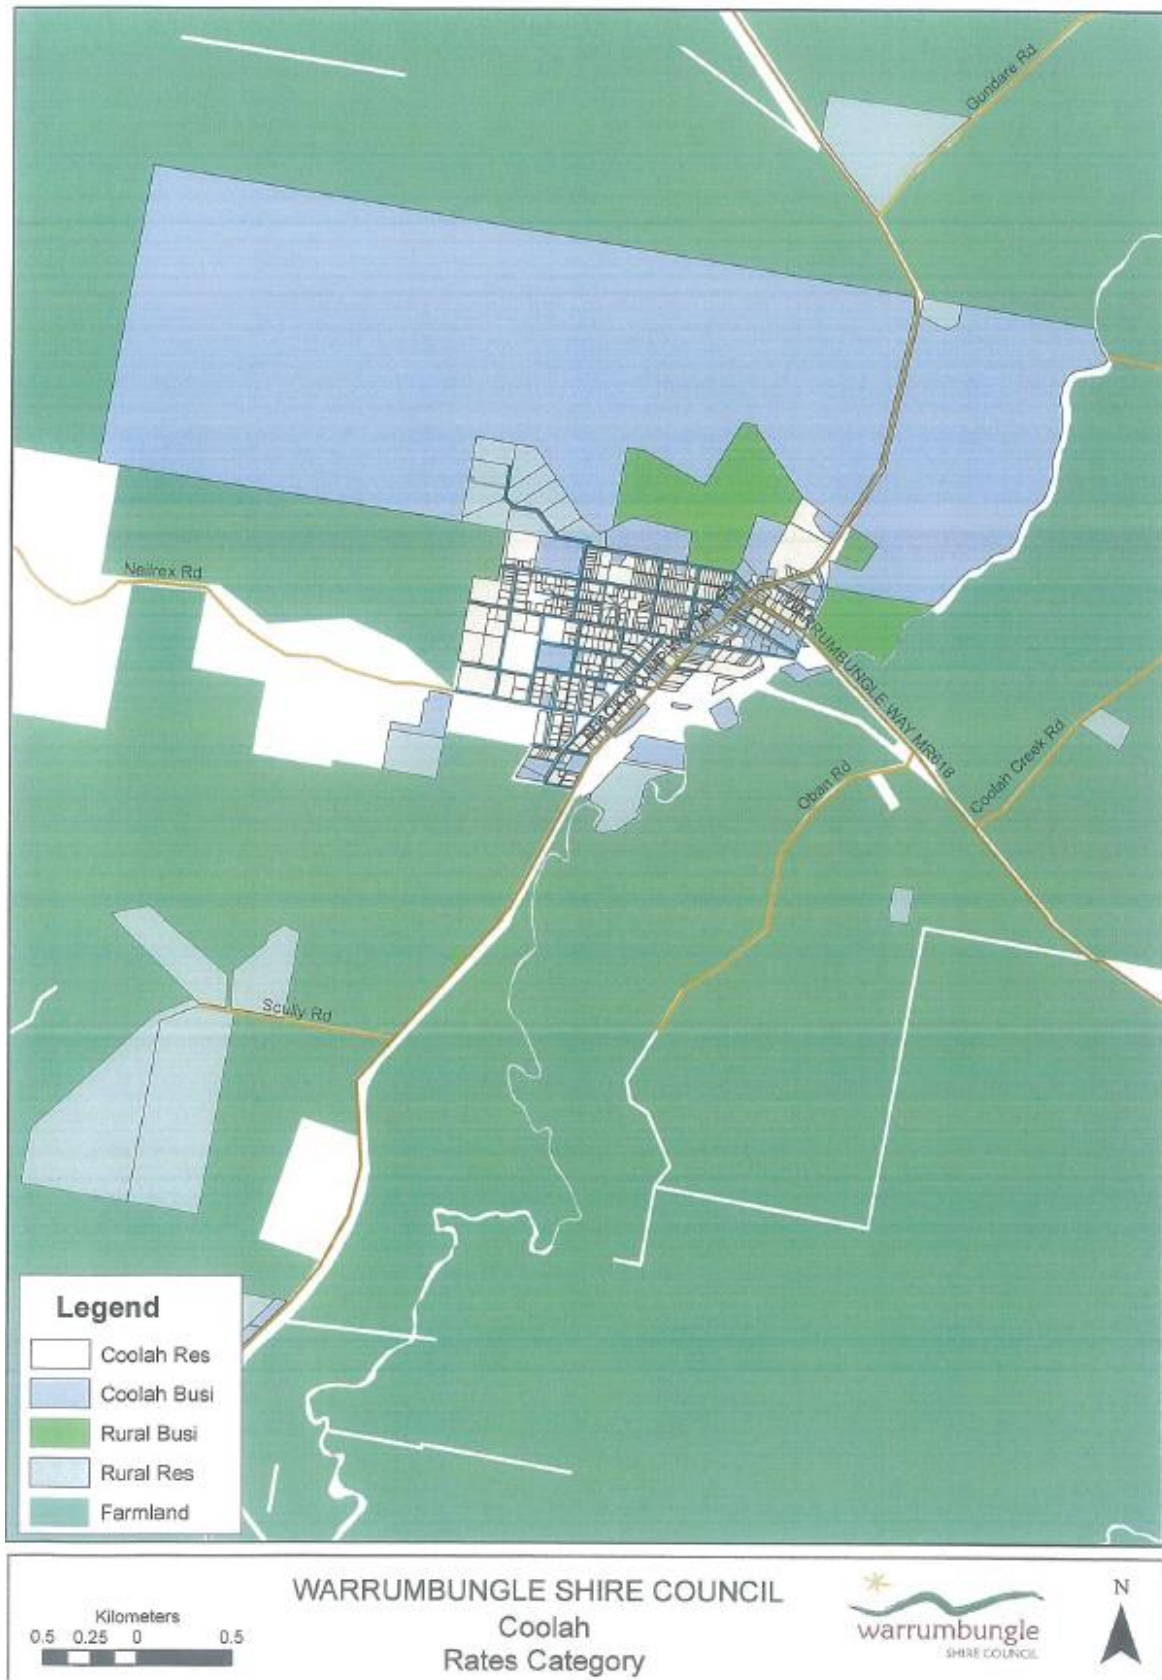 Gundare Rd
Neilrex Rd
WARRUMBUNGLE WAY MR618
Coolah Creek Rd
Oban Rd
Scully Rd
Legend
Coolah Res
Coolah Busi
Rural Busi
Rural Res
Farmland
Kilometers
0.5 0.25 0 0.5
WARRUMBUNGLE SHIRE COUNCIL
Coolah
Rates Category
warrumbungle
SHIRE COUNCIL
N